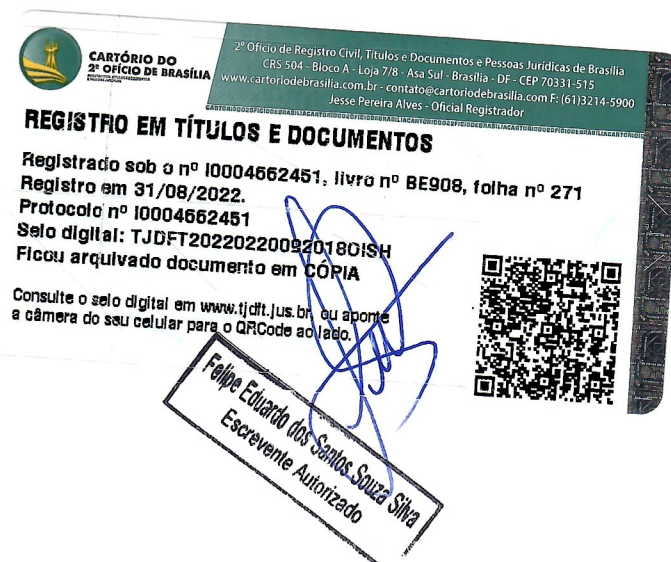 CARTÓRIO DO
2º OFÍCIO DE BRASÍLIA
2º Ofício de Registro Civil, Títulos e Documentos e Pessoas Jurídicas de Brasília
CRS 504 - Bloco A - Loja 7/8 - Asa Sul - Brasília - DF - CEP 70331-515
www.cartoriodebrasilia.com.br - contato@cartoriodebrasilia.com F: (61)3214-5900
Jesse Pereira Alves - Oficial Registrador
REGISTRO EM TÍTULOS E DOCUMENTOS
Registrado sob o nº I0004662451, livro nº BE908, folha nº 271
Registro em 31/08/2022.
Protocolo nº I0004662451
Selo digital: TJDFT20220220092018OISH
Ficou arquivado documento em CÓPIA
Consulte o selo digital em www.tjdft.jus.br, ou aponte
a câmera do seu celular para o QRCode ao lado.
Felipe Eduardo dos Santos Souza Silva
Escrevente Autorizado